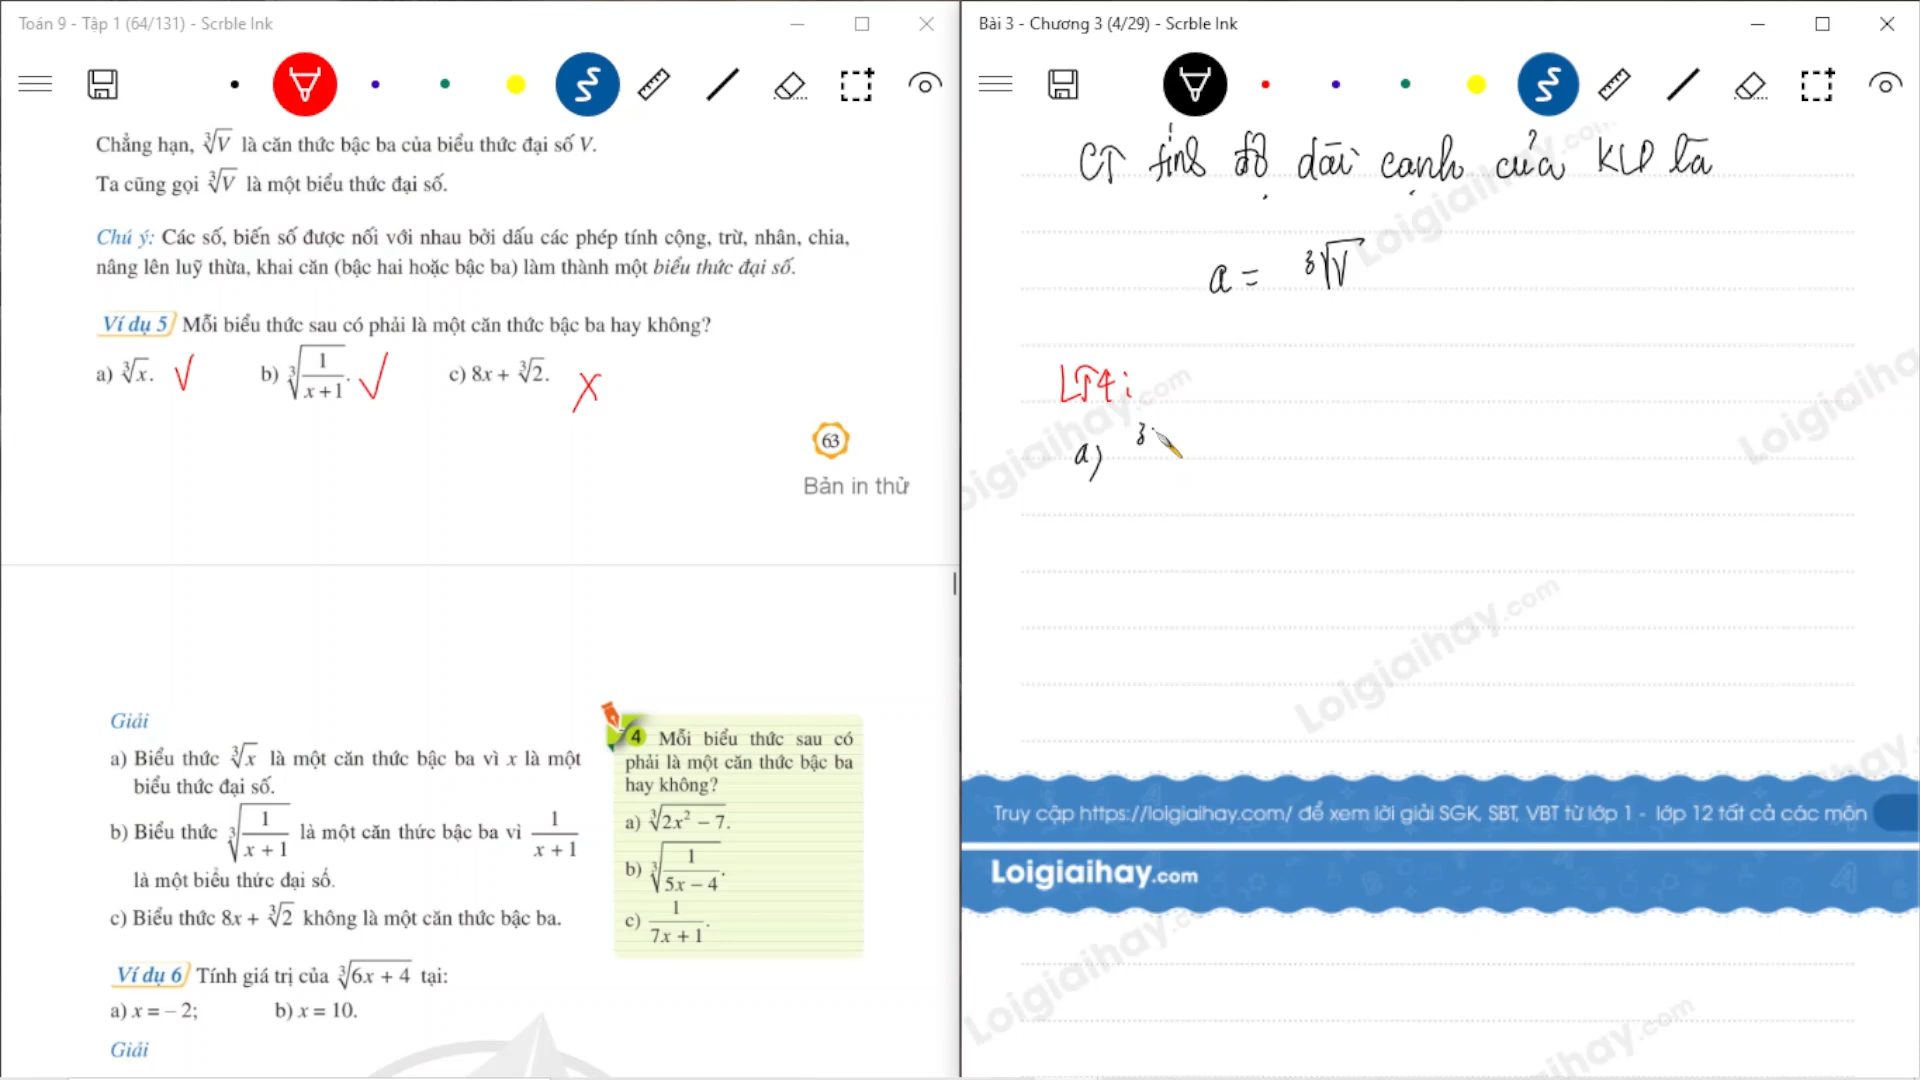 Toán 9 - Tập 1 (64/131) - Scrble Ink
Chẳng hạn, ∛V là căn thức bậc ba của biểu thức đại số V.
Ta cũng gọi ∛V là một biểu thức đại số.
Chú ý: Các số, biến số được nối với nhau bởi dấu các phép tính cộng, trừ, nhân, chia,
nâng lên luỹ thừa, khai căn (bậc hai hoặc bậc ba) làm thành một biểu thức đại số.
Ví dụ 5 Mỗi biểu thức sau có phải là một căn thức bậc ba hay không?
a) ∛x. b) ∛(1/(x + 1)). c) 8x + ∛2.
63
Bản in thử
Giải
a) Biểu thức ∛x là một căn thức bậc ba vì x là một
biểu thức đại số.
b) Biểu thức ∛(1/(x + 1)) là một căn thức bậc ba vì 1/(x + 1)
là một biểu thức đại số.
c) Biểu thức 8x + ∛2 không là một căn thức bậc ba.
4 Mỗi biểu thức sau có
phải là một căn thức bậc ba
hay không?
a) ∛(2x² – 7).
b) ∛(1/(5x – 4)).
c) 1/(7x + 1).
Ví dụ 6 Tính giá trị của ∛(6x + 4) tại:
a) x = – 2; b) x = 10.
Giải
Bài 3 - Chương 3 (4/29) - Scrble Ink
CT tính độ dài cạnh của KLP là
a = ∛V
LT4:
a) 3
Truy cập https://loigiaihay.com/ để xem lời giải SGK, SBT, VBT từ lớp 1 - lớp 12 tất cả các môn
Loigiaihay.com
Loigiaihay.com
Loigiaihay.com
Loigiaihay.com